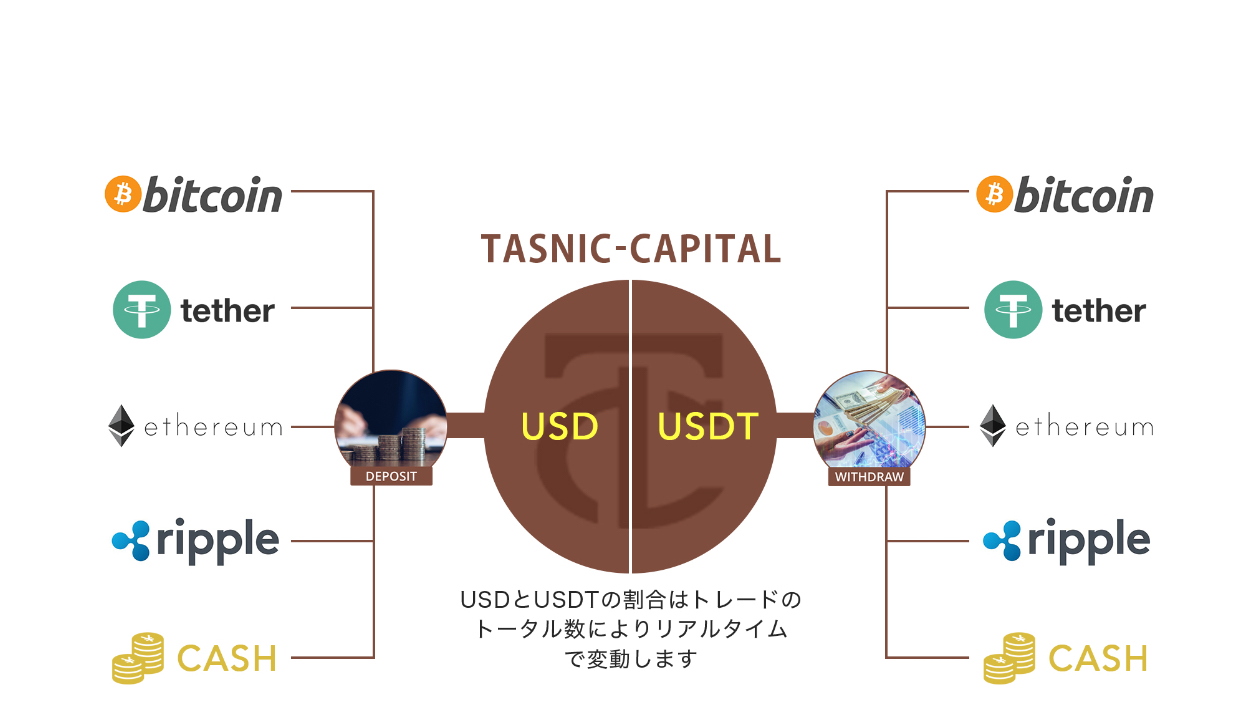 TASNIC-CAPITAL
bitcoin
tether
ethereum
ripple
CASH
DEPOSIT
USD
USDT
WITHDRAW
bitcoin
tether
ethereum
ripple
CASH
USDとUSDTの割合はトレードの
トータル数によりリアルタイム
で変動します